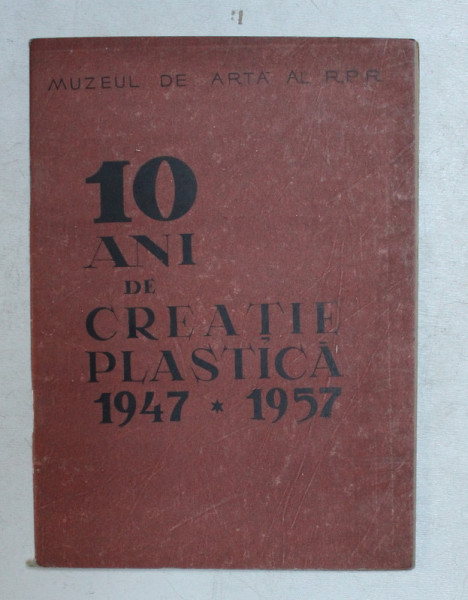 MUZEUL DE ARTĂ AL R.P.R.
10
ANI
DE
CREAȚIE
PLASTICĂ
1947 * 1957